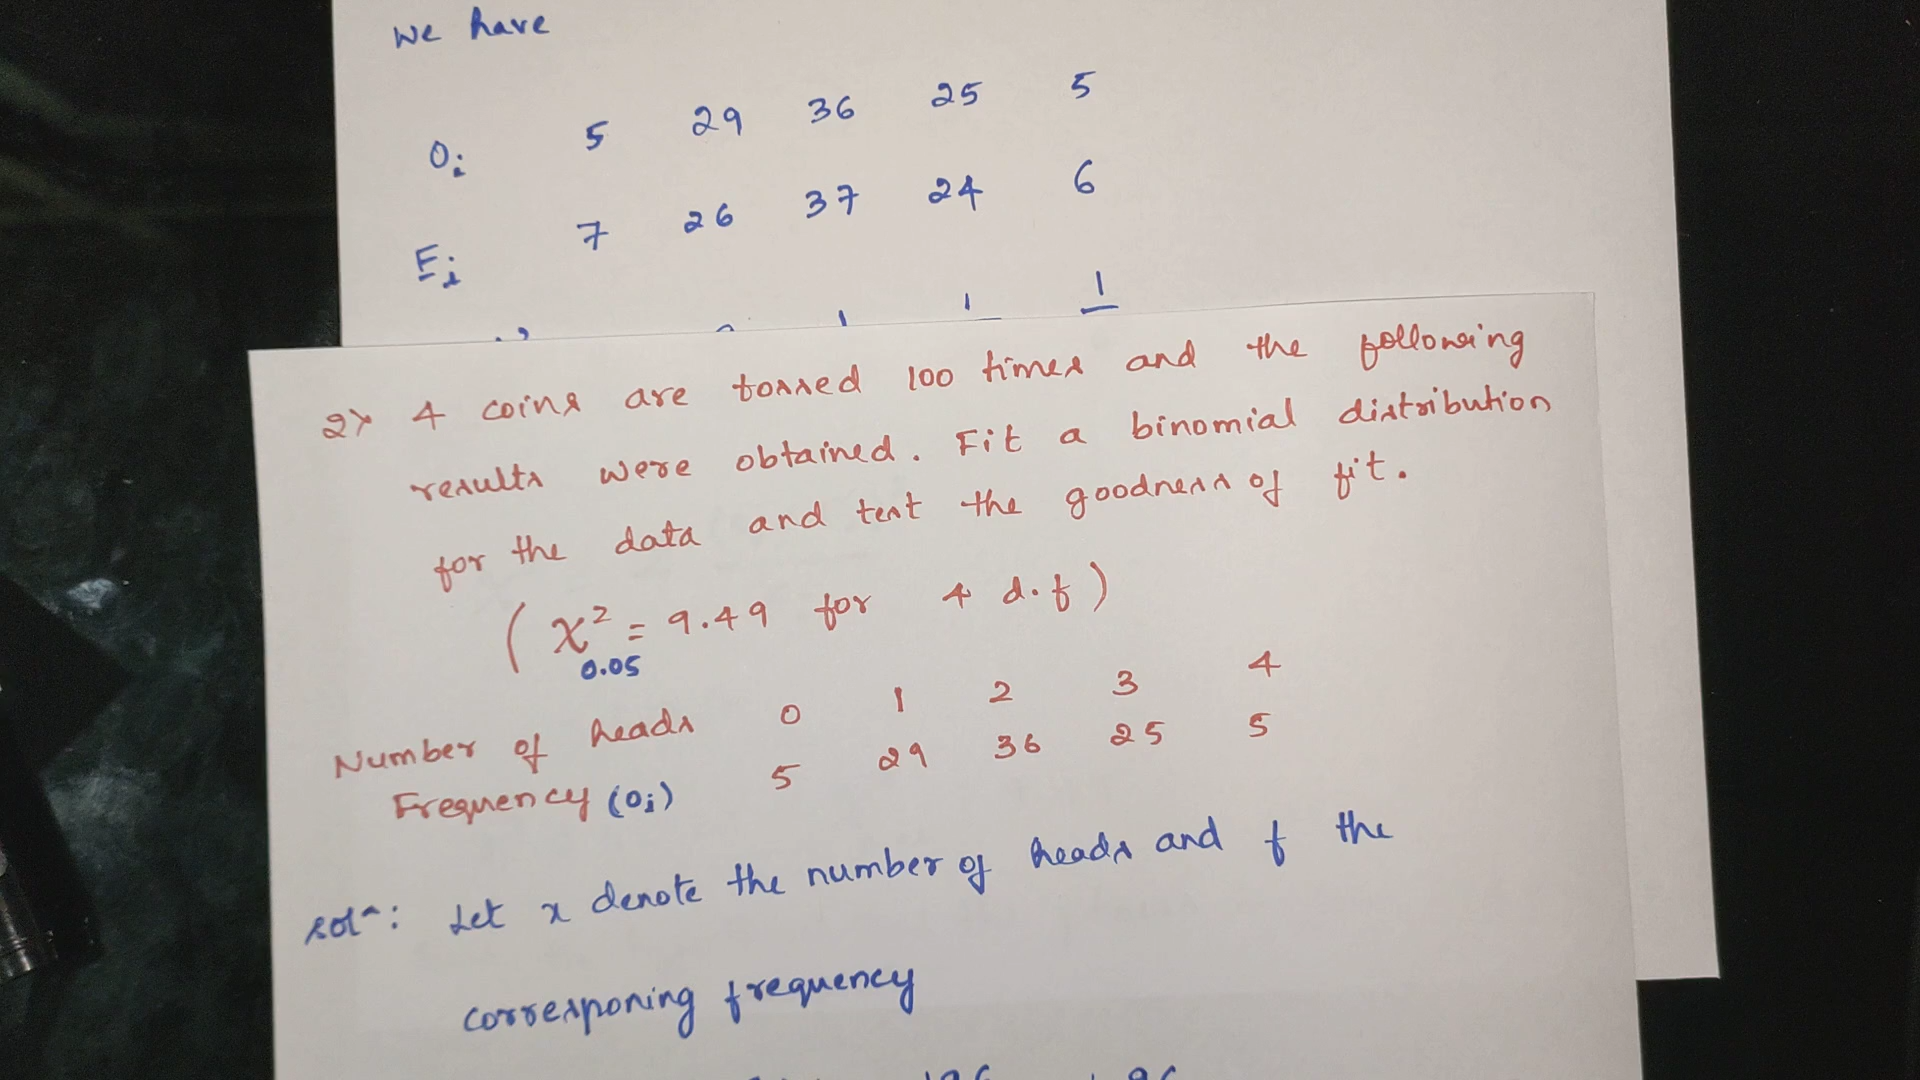 We have
Oi 5 29 36 25 5
Ei 7 26 37 24 6
2) 4 coins are tossed 100 times and the following
results were obtained. Fit a binomial distribution
for the data and test the goodness of fit.
( χ² 0.05 = 9.49 for 4 d.f )
Number of heads 0 1 2 3 4
Frequency (Oi) 5 29 36 25 5
solⁿ: Let x denote the number of heads and f the
corresponing frequency